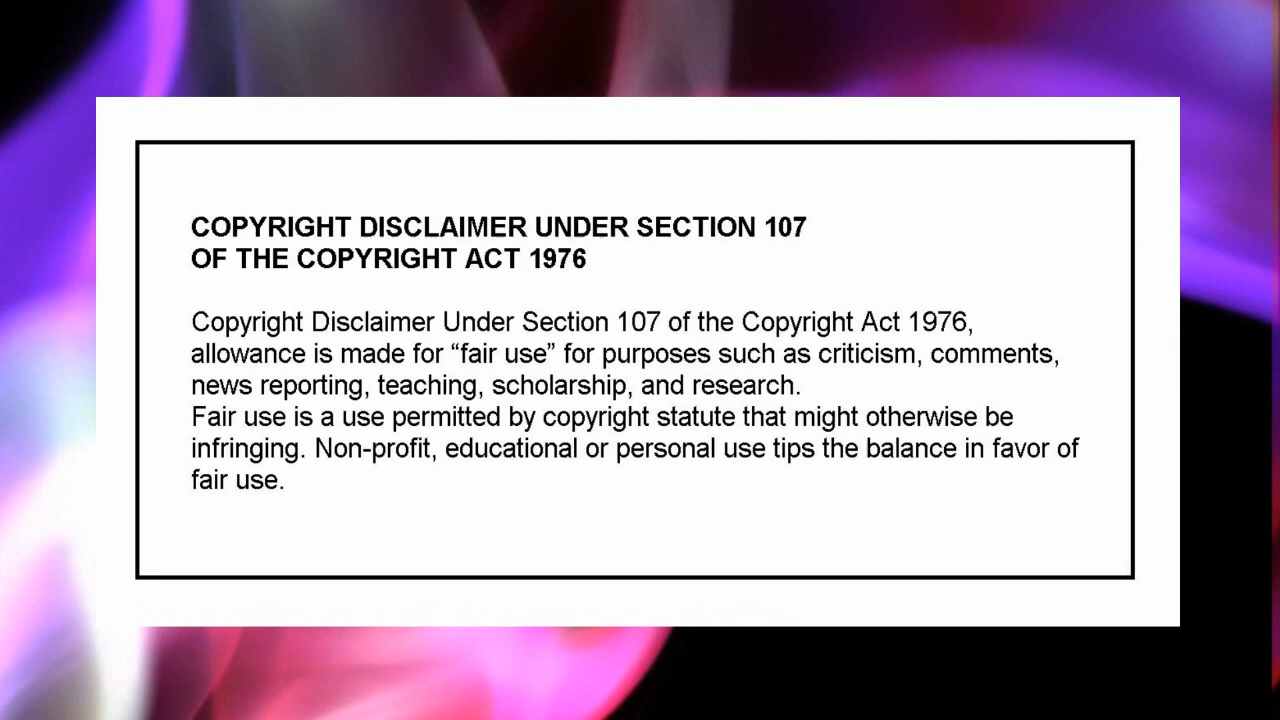 COPYRIGHT DISCLAIMER UNDER SECTION 107
OF THE COPYRIGHT ACT 1976
Copyright Disclaimer Under Section 107 of the Copyright Act 1976,
allowance is made for “fair use” for purposes such as criticism, comments,
news reporting, teaching, scholarship, and research.
Fair use is a use permitted by copyright statute that might otherwise be
infringing. Non-profit, educational or personal use tips the balance in favor of
fair use.